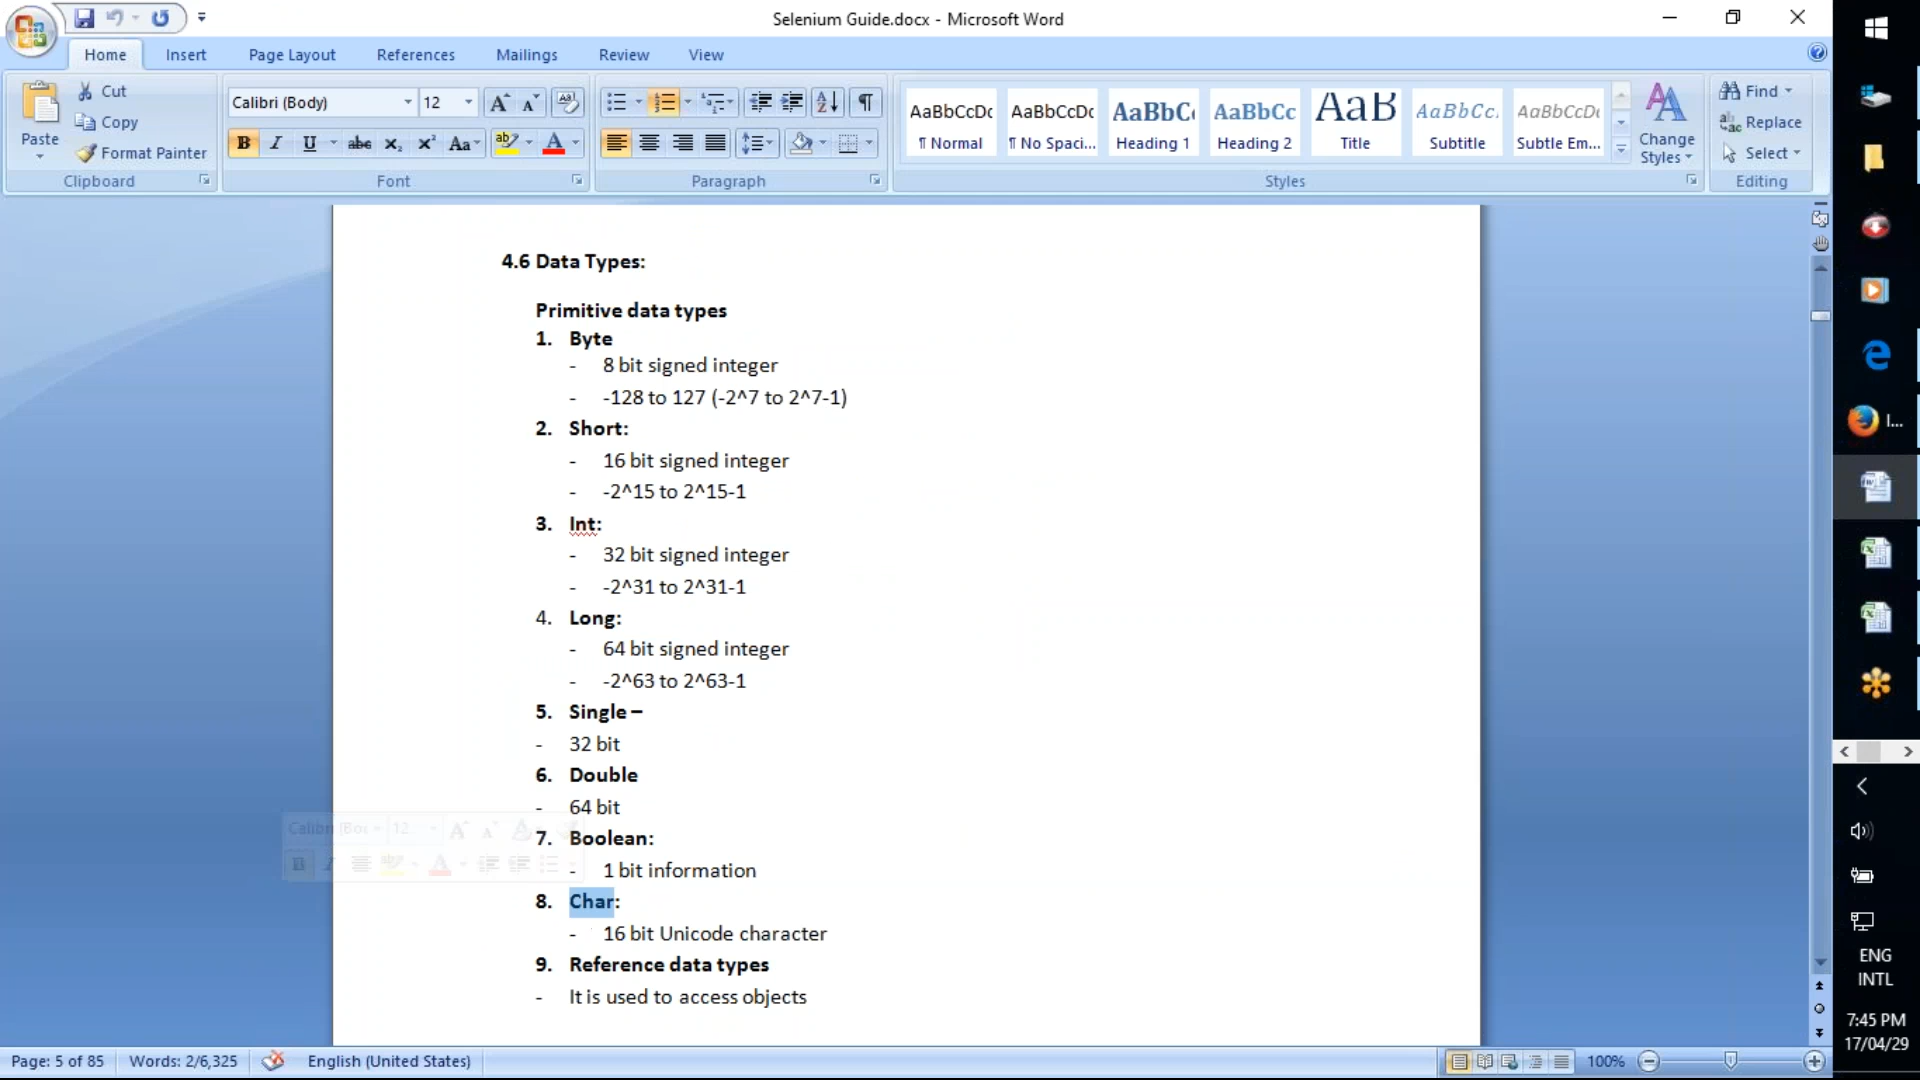 Selenium Guide.docx - Microsoft Word
Home Insert Page Layout References Mailings Review View
Paste
Cut
Copy
Format Painter
Clipboard
Calibri (Body) 12
B I U abc X₂ X² Aa ab A
Font
Paragraph
AaBbCcDc AaBbCcDc AaBbC AaBbCc AaB AaBbCc. AaBbCcDc
¶ Normal ¶ No Spaci... Heading 1 Heading 2 Title Subtitle Subtle Em...
Change Styles
Styles
Find
Replace
Select
Editing
4.6 Data Types:
Primitive data types
1. Byte
- 8 bit signed integer
- -128 to 127 (-2^7 to 2^7-1)
2. Short:
- 16 bit signed integer
- -2^15 to 2^15-1
3. Int:
- 32 bit signed integer
- -2^31 to 2^31-1
4. Long:
- 64 bit signed integer
- -2^63 to 2^63-1
5. Single –
- 32 bit
6. Double
- 64 bit
7. Boolean:
- 1 bit information
8. Char:
- 16 bit Unicode character
9. Reference data types
- It is used to access objects
I...
ENG
INTL
7:45 PM
17/04/29
Page: 5 of 85 Words: 2/6,325 English (United States) 100%